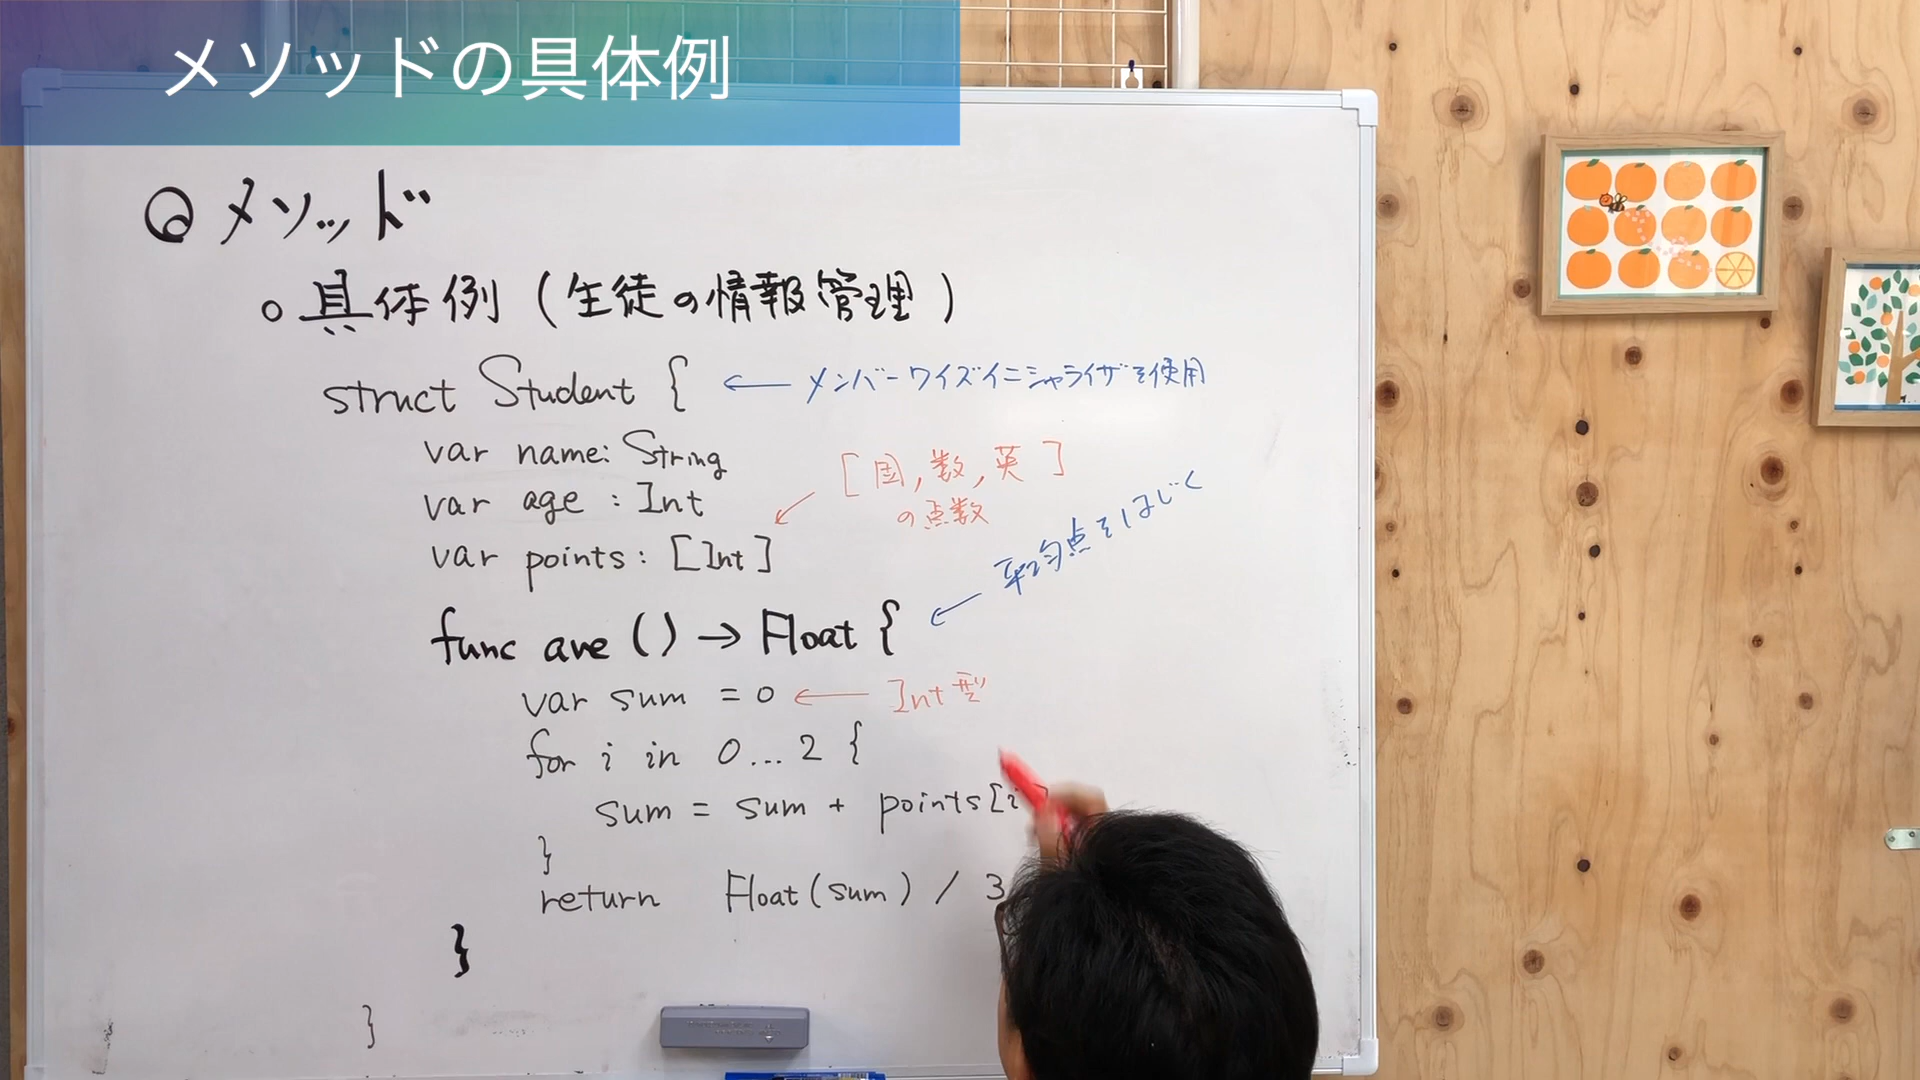 メソッドの具体例
◎メソッド
○具体例(生徒の情報管理)
struct Student { ← メンバーワイズイニシャライザを使用
var name: String
[国,数,英]
の点数
var age : Int
var points: [Int]
平均点をはじく
func ave () → Float {
var sum = 0 ← Int型
for i in 0...2 {
sum = sum + points[i]
}
return Float(sum) / 3
}
}